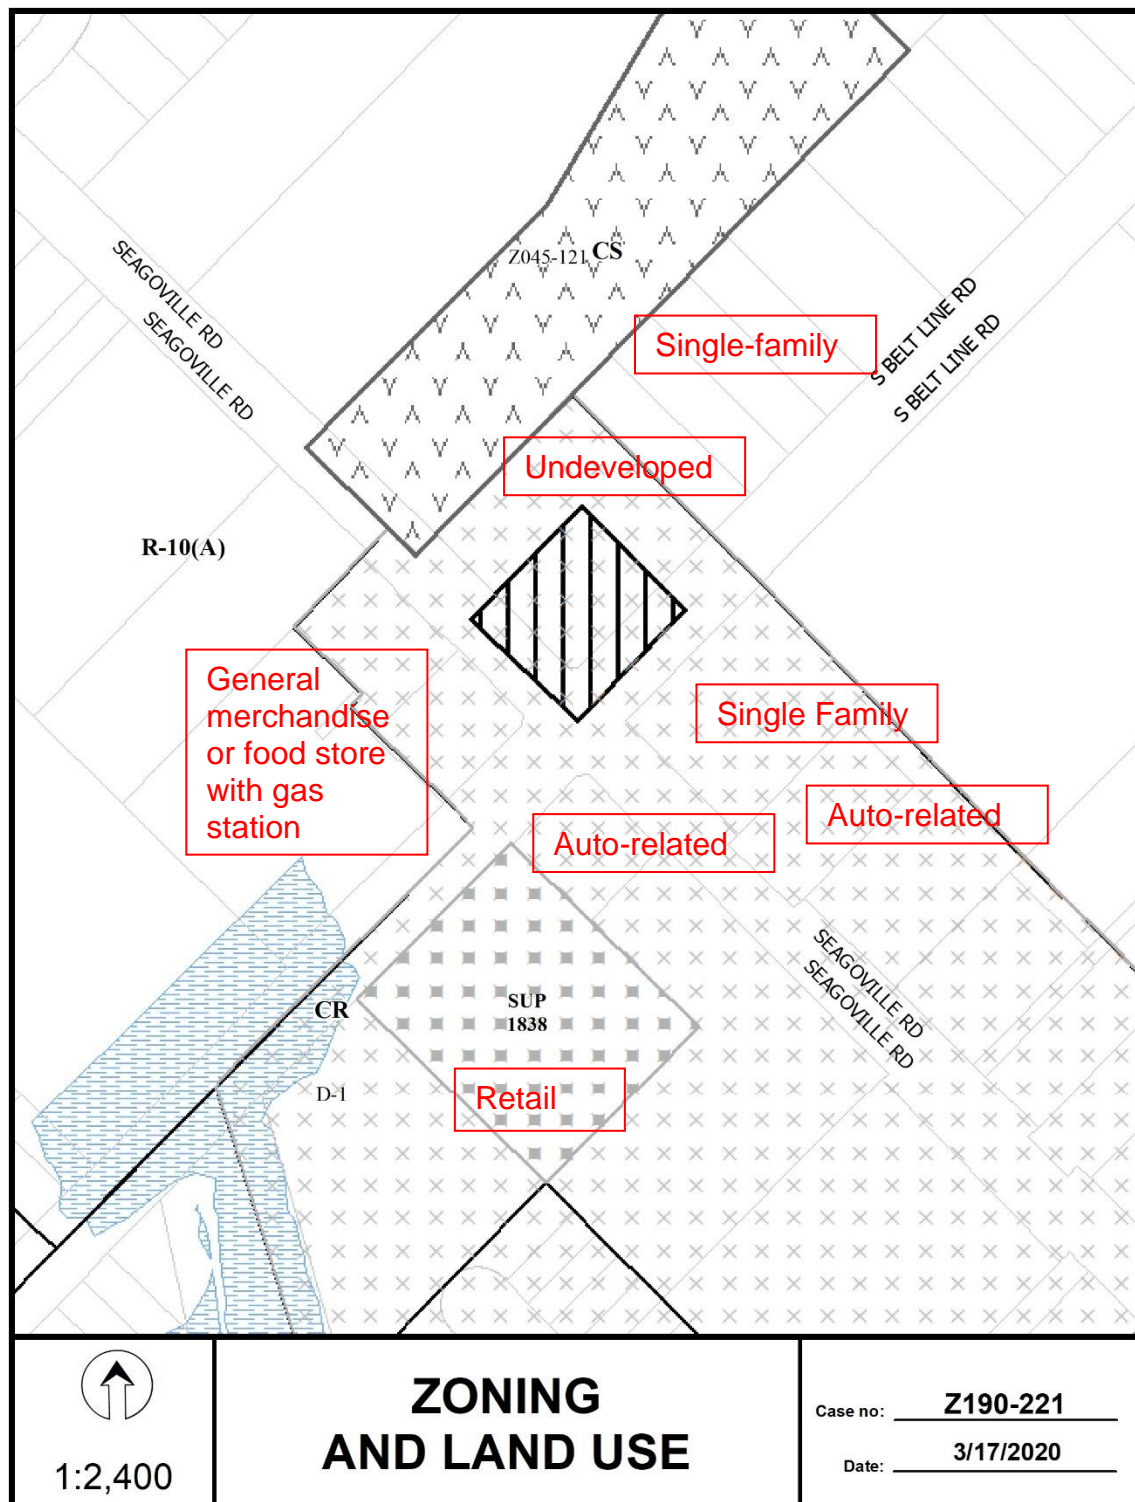 Z045-121 CS
SEAGOVILLE RD
SEAGOVILLE RD
S BELT LINE RD
S BELT LINE RD
Single-family
Undeveloped
R-10(A)
General
merchandise
or food store
with gas
station
Single Family
Auto-related
Auto-related
SEAGOVILLE RD
SEAGOVILLE RD
CR
SUP
1838
D-1
Retail
1:2,400
ZONING
AND LAND USE
Case no: Z190-221
Date: 3/17/2020